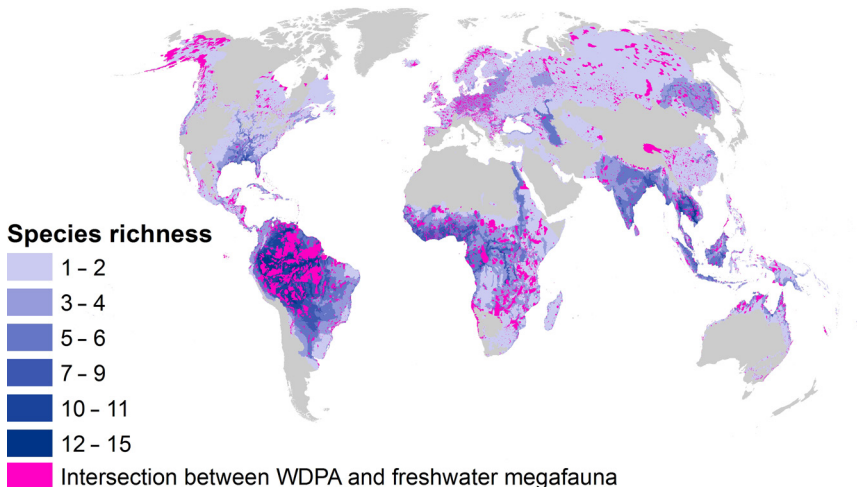 Species richness
1 – 2
3 – 4
5 – 6
7 – 9
10 – 11
12 – 15
Intersection between WDPA and freshwater megafauna